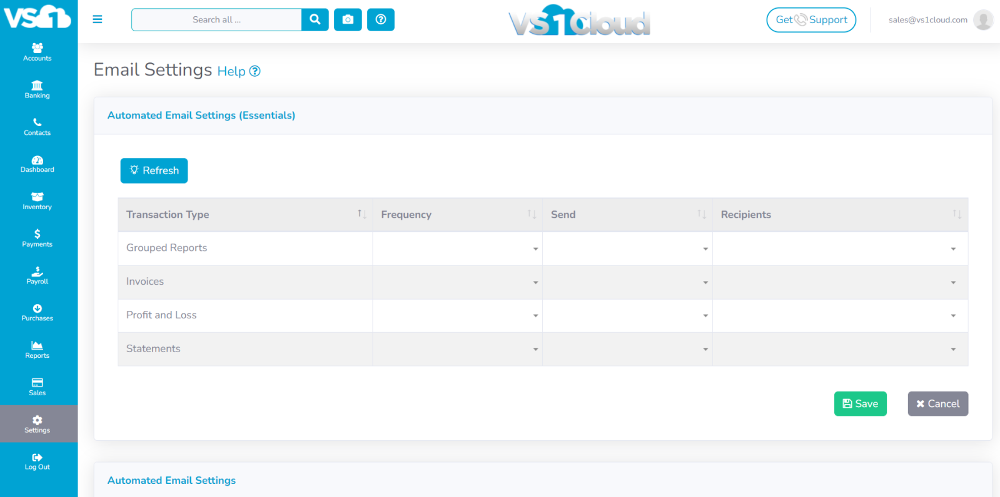 VS1
Search all ...
VS1Cloud
Get Support
sales@vs1cloud.com
Accounts
Banking
Contacts
Dashboard
Inventory
Payments
Payroll
Purchases
Reports
Sales
Settings
Log Out
Email Settings Help
Automated Email Settings (Essentials)
Refresh
Transaction Type Frequency Send Recipients
Grouped Reports
Invoices
Profit and Loss
Statements
Save Cancel
Automated Email Settings